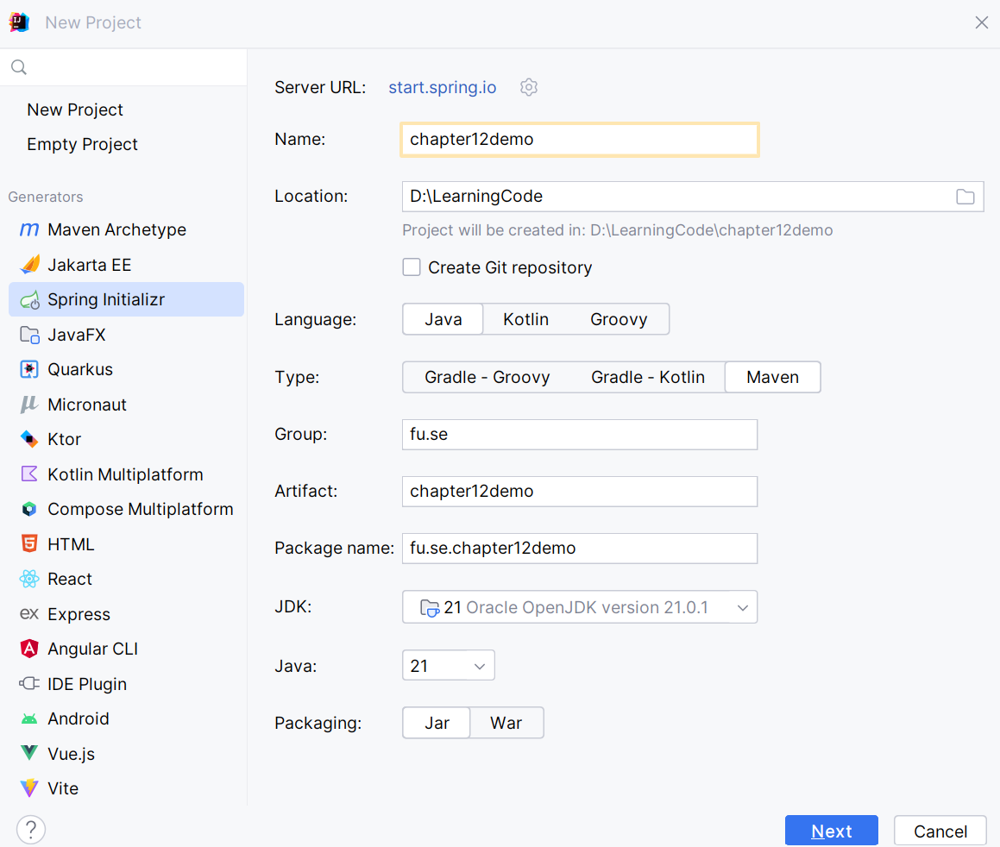 New Project
New Project
Empty Project
Generators
Maven Archetype
Jakarta EE
Spring Initializr
JavaFX
Quarkus
Micronaut
Ktor
Kotlin Multiplatform
Compose Multiplatform
HTML
React
ex Express
Angular CLI
IDE Plugin
Android
Vue.js
Vite
Server URL: start.spring.io
Name: chapter12demo
Location: D:\LearningCode
Project will be created in: D:\LearningCode\chapter12demo
Create Git repository
Language: Java Kotlin Groovy
Type: Gradle - Groovy Gradle - Kotlin Maven
Group: fu.se
Artifact: chapter12demo
Package name: fu.se.chapter12demo
JDK: 21 Oracle OpenJDK version 21.0.1
Java: 21
Packaging: Jar War
? Next Cancel